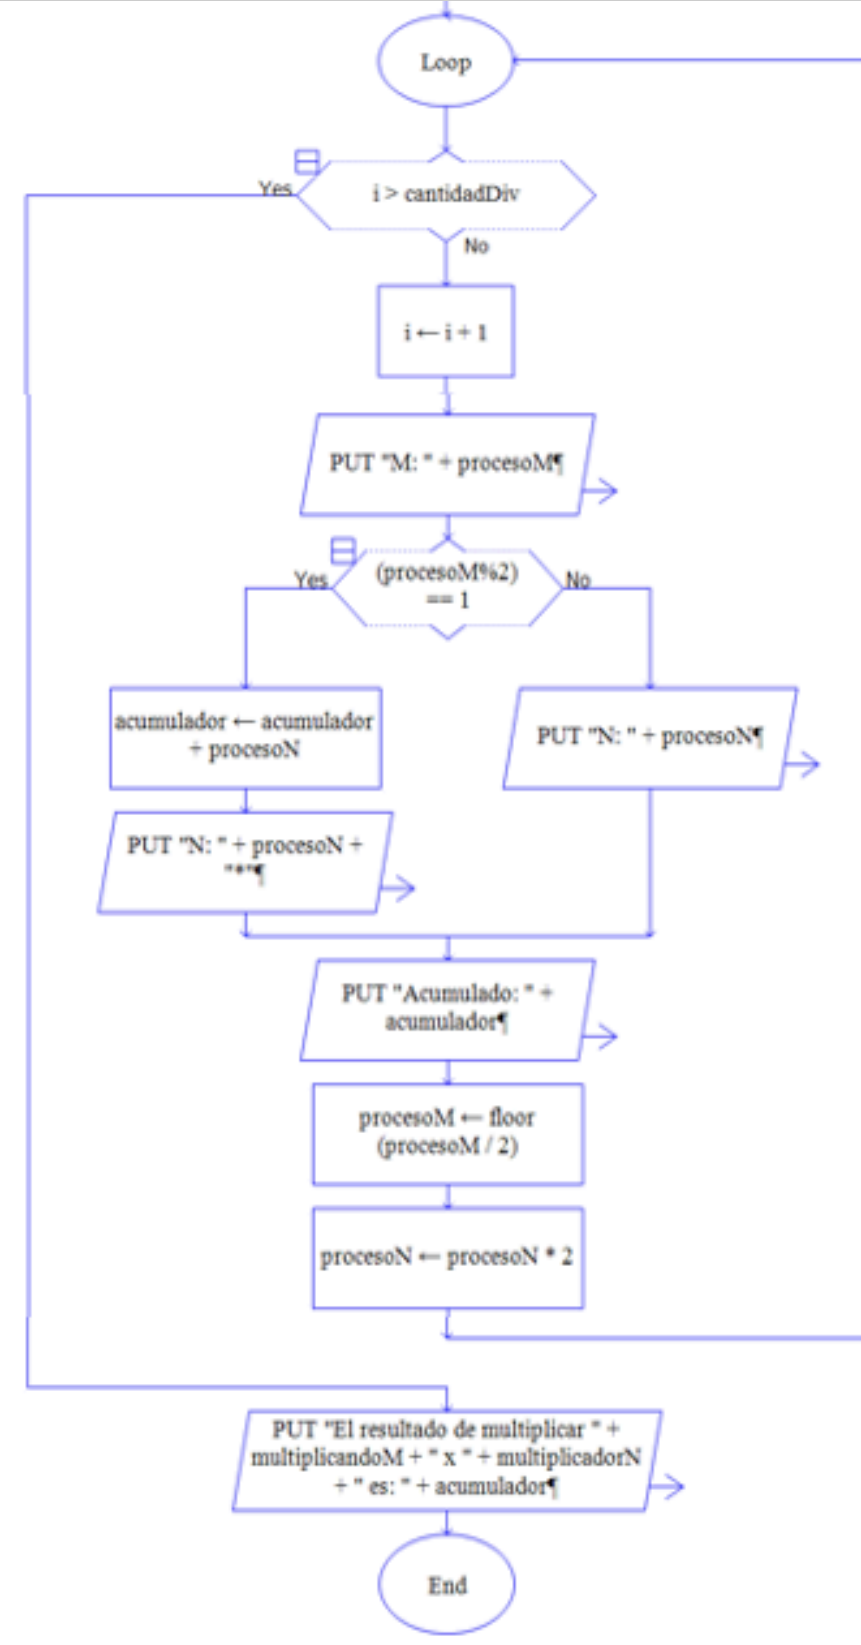 Loop
i > cantidadDiv
Yes
No
i ← i + 1
PUT "M: " + procesoM¶
(procesoM%2)
== 1
Yes
No
acumulador ← acumulador
+ procesoN
PUT "N: " + procesoN¶
PUT "N: " + procesoN +
"*"¶
PUT "Acumulado: " +
acumulador¶
procesoM ← floor
(procesoM / 2)
procesoN ← procesoN * 2
PUT "El resultado de multiplicar " +
multiplicandoM + " x " + multiplicadorN
+ " es: " + acumulador¶
End